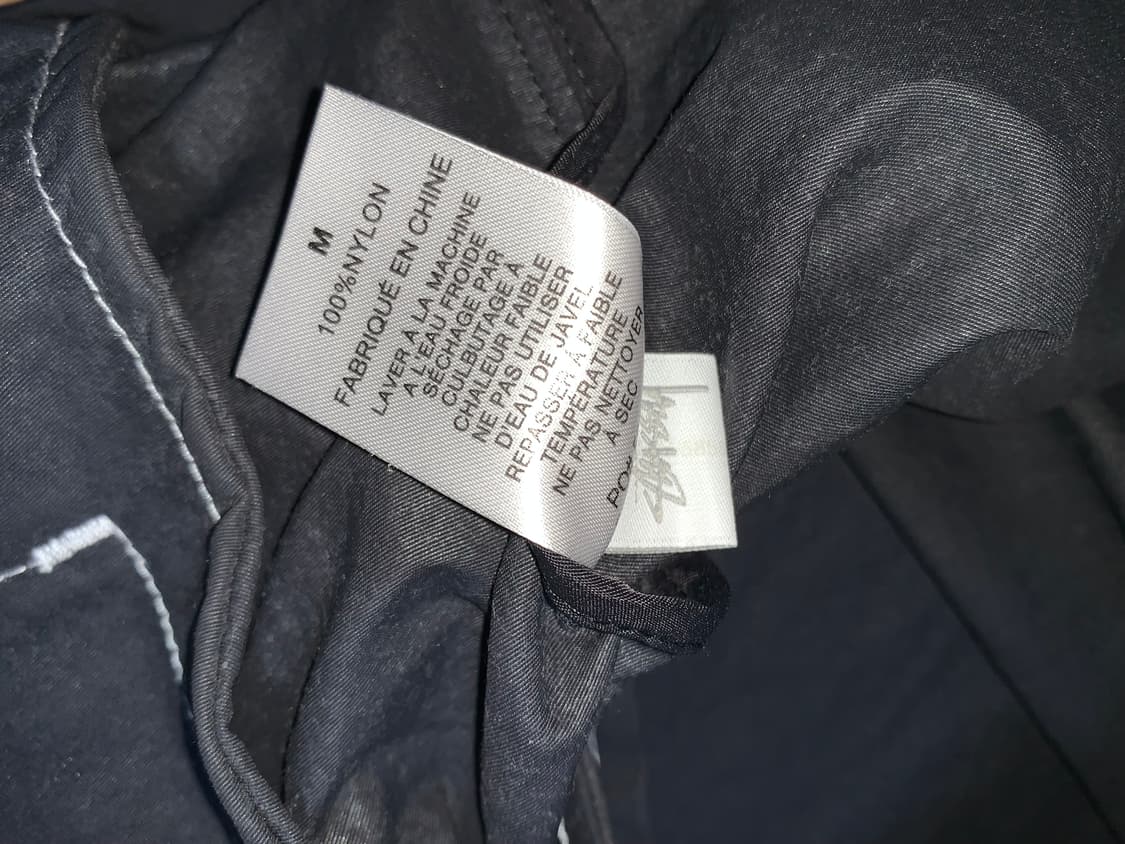 M
100%NYLON
FABRIQUÉ EN CHINE
LAVER À LA MACHINE
À L'EAU FROIDE
SÉCHAGE PAR
CULBUTAGE À
CHALEUR FAIBLE
NE PAS UTILISER
D'EAU DE JAVEL
REPASSER À FAIBLE
TEMPERATURE
NE PAS NETTOYER
À SEC